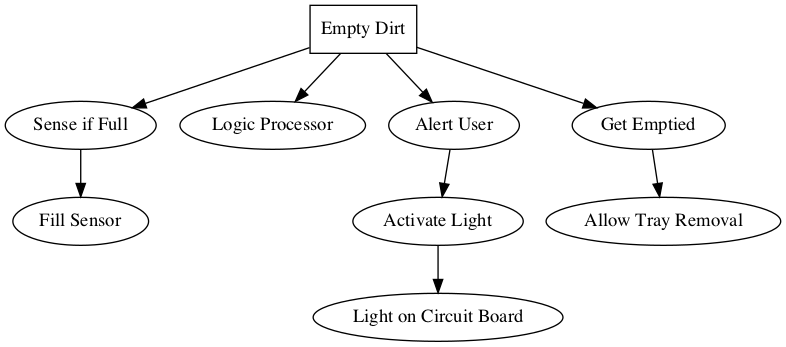 Empty Dirt
Sense if Full
Logic Processor
Alert User
Get Emptied
Fill Sensor
Activate Light
Allow Tray Removal
Light on Circuit Board